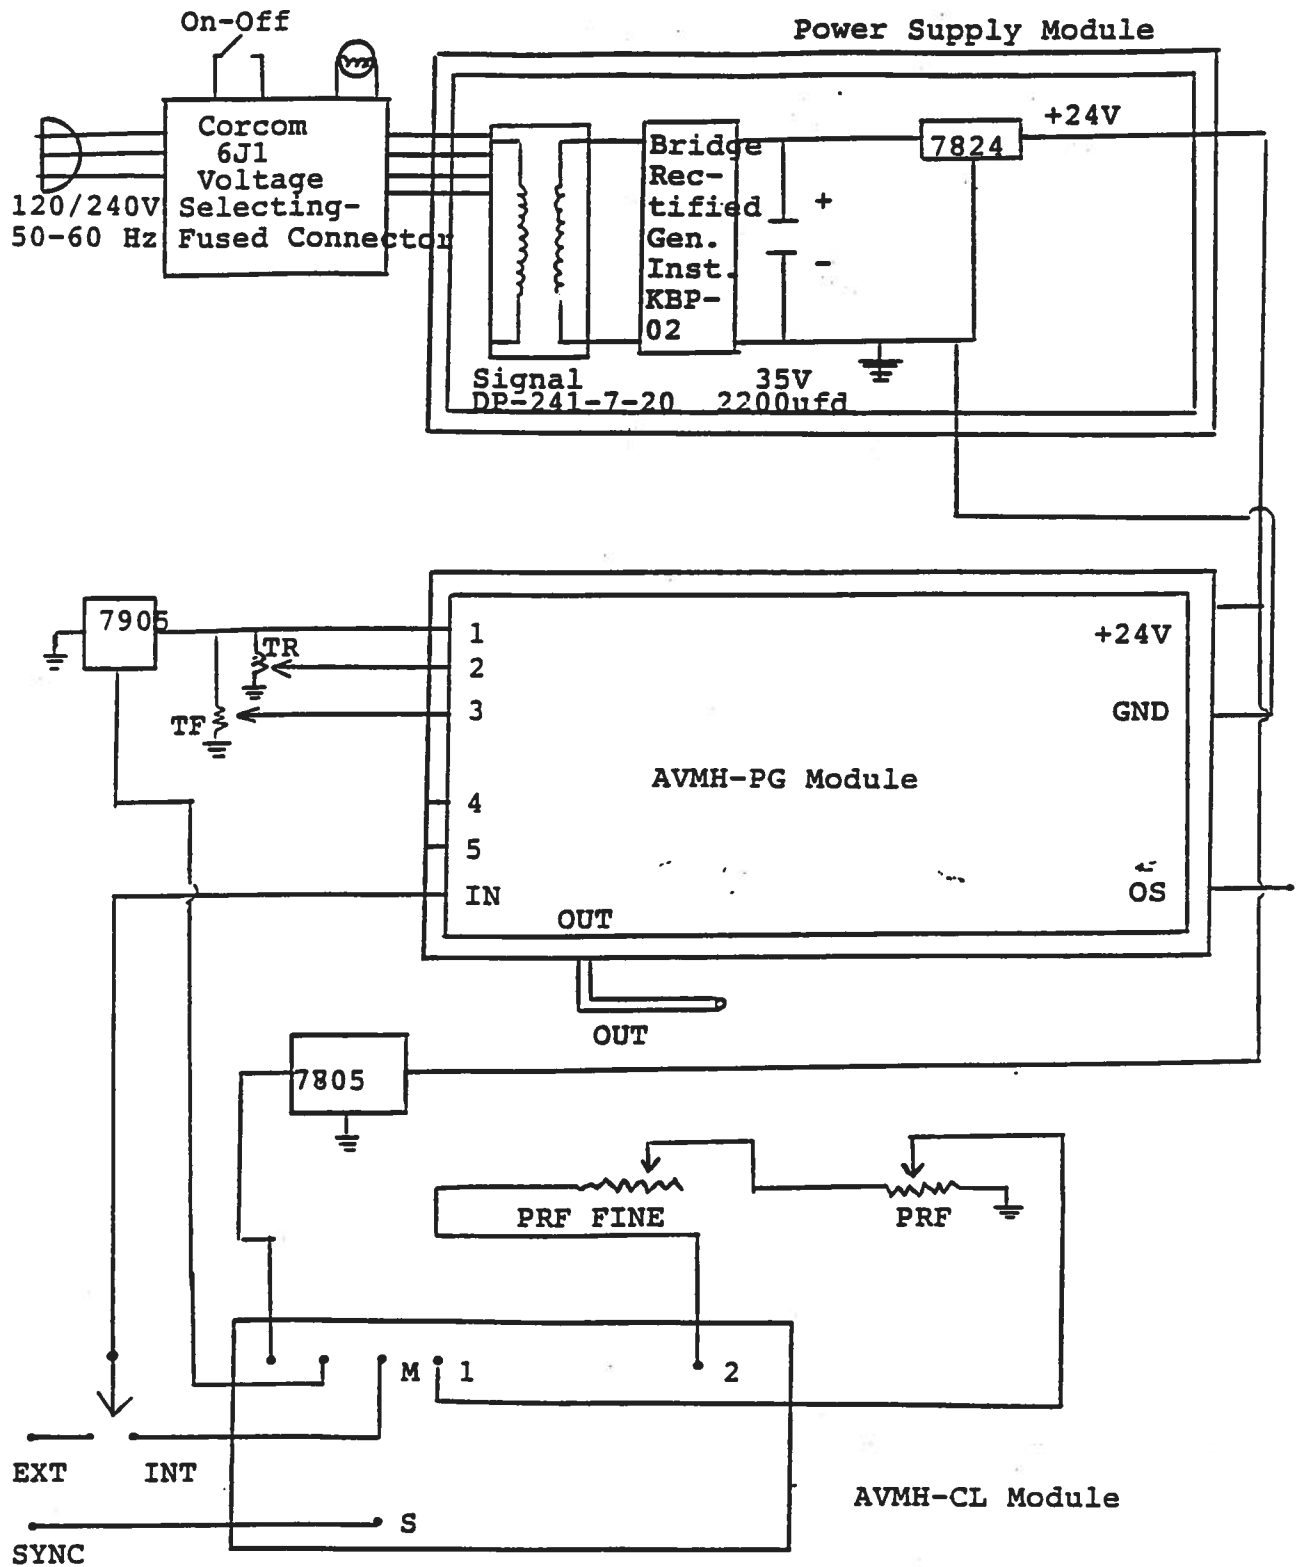 On-Off
Power Supply Module
Corcom
6J1
Voltage
Selecting-
Fused Connector
120/240V
50-60 Hz
Bridge
Rec-
tified
Gen.
Inst.
KBP-
02
+
-
7824
+24V
Signal
DP-241-7-20
35V
2200ufd
7905
TR
TF
1
2
3
4
5
IN
OUT
+24V
GND
OS
AVMH-PG Module
OUT
7805
PRF FINE
PRF
M
1
2
EXT
INT
S
SYNC
AVMH-CL Module